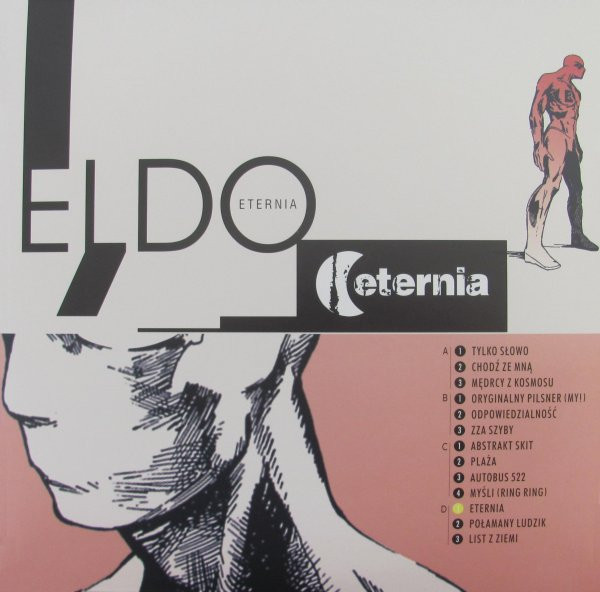 ELDO
ETERNIA
eternia
A 1 TYLKO SŁOWO
2 CHODŹ ZE MNĄ
3 MĘDRCY Z KOSMOSU
B 1 ORYGINALNY PILSNER (MY!)
2 ODPOWIEDZIALNOŚĆ
3 ZZA SZYBY
C 1 ABSTRAKT SKIT
2 PLAŻA
3 AUTOBUS 522
4 MYŚLI (RING RING)
D 1 ETERNIA
2 POŁAMANY LUDZIK
3 LIST Z ZIEMI